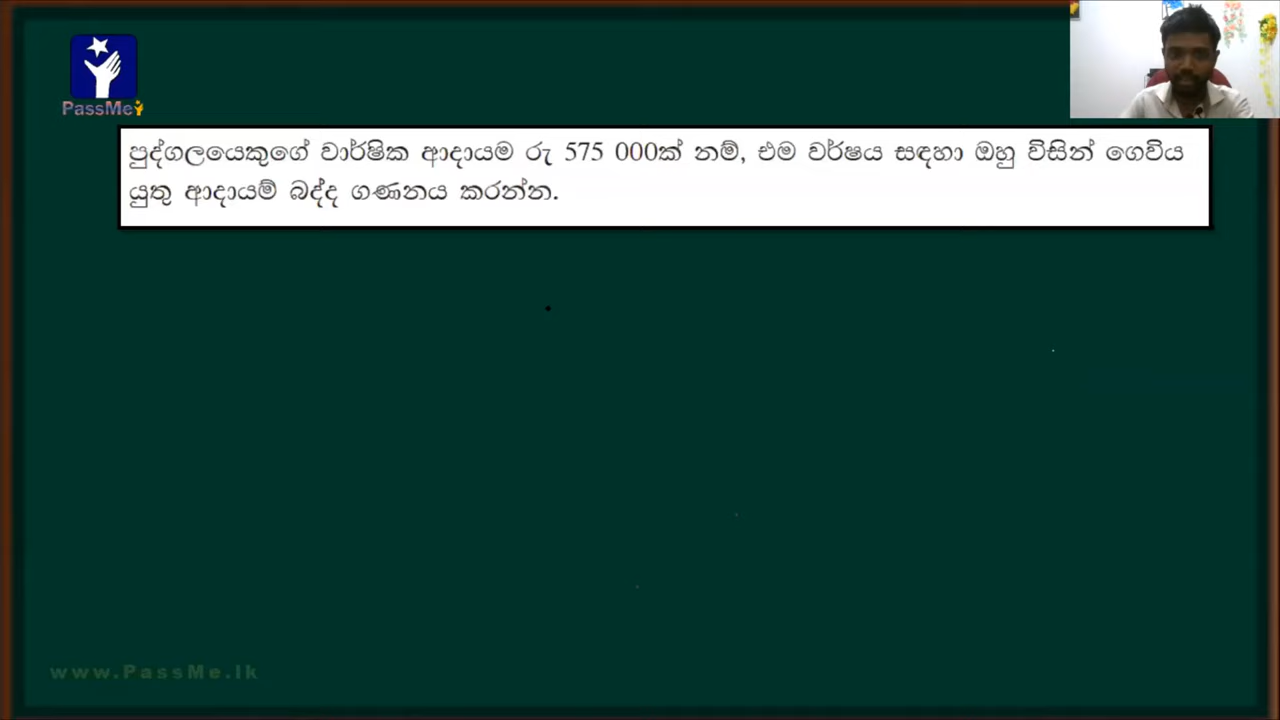 PassMe
පුද්ගලයෙකුගේ වාර්ෂික ආදායම රු 575 000ක් නම්, එම වර්ෂය සඳහා ඔහු විසින් ගෙවිය
යුතු ආදායම් බද්ද ගණනය කරන්න.
www.PassMe.lk